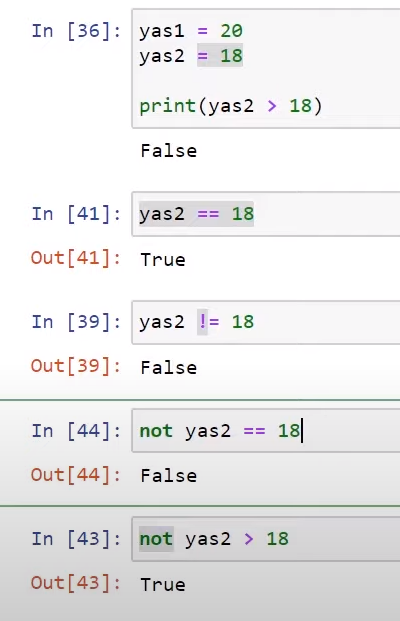 In [36]: yas1 = 20
yas2 = 18
print(yas2 > 18)
False
In [41]: yas2 == 18
Out[41]: True
In [39]: yas2 != 18
Out[39]: False
In [44]: not yas2 == 18
Out[44]: False
In [43]: not yas2 > 18
Out[43]: True